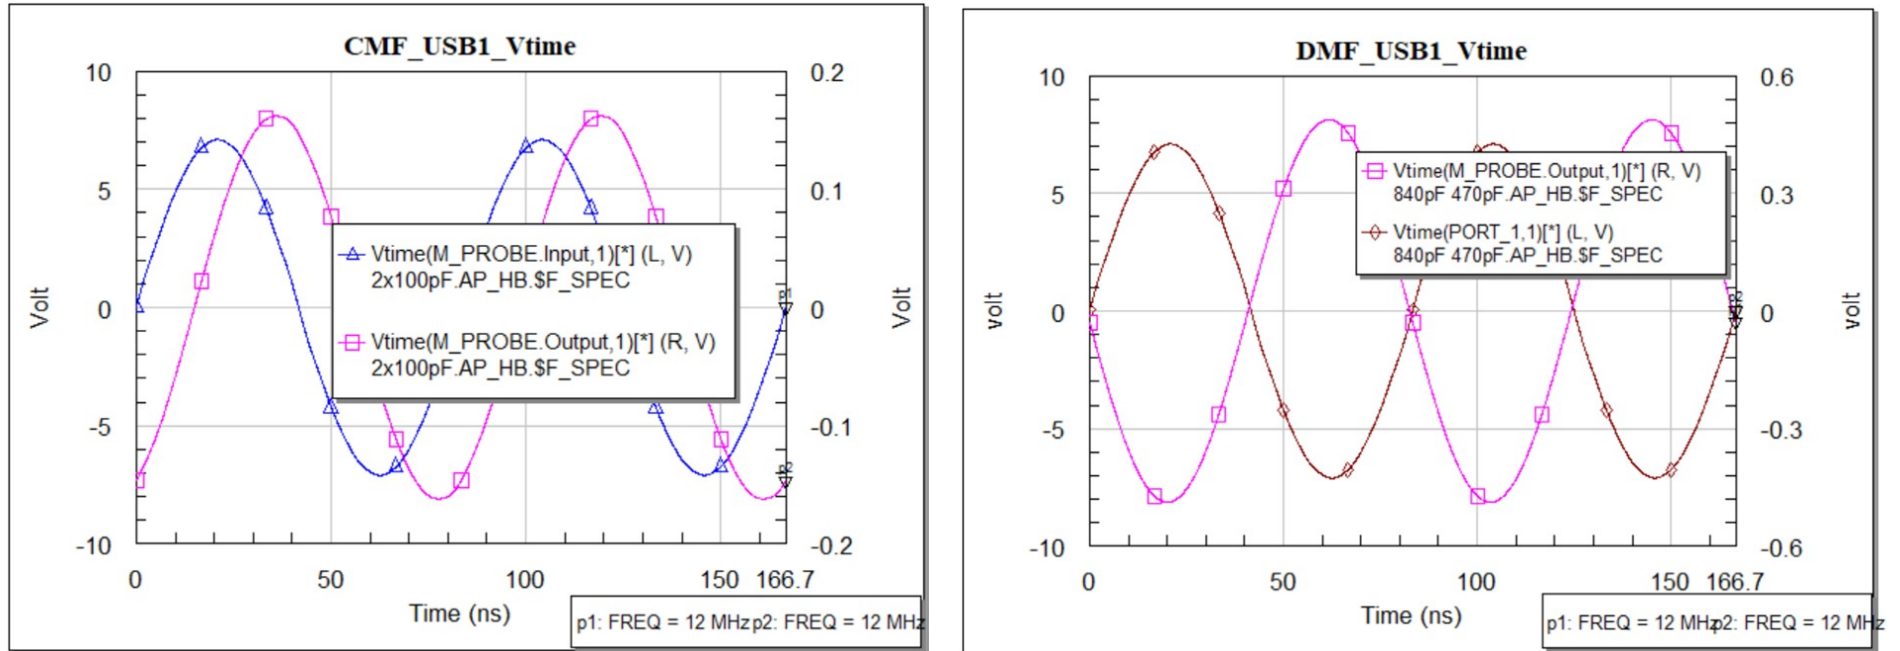 CMF_USB1_Vtime
10
5
0
-5
-10
0.2
0.1
0
-0.1
-0.2
Volt
Volt
Vtime(M_PROBE.Input,1)[*] (L, V)
2x100pF.AP_HB.$F_SPEC
Vtime(M_PROBE.Output,1)[*] (R, V)
2x100pF.AP_HB.$F_SPEC
p1
p2
0 50 100 150 166.7
Time (ns)
p1: FREQ = 12 MHz p2: FREQ = 12 MHz
DMF_USB1_Vtime
10
5
0
-5
-10
0.6
0.3
0
-0.3
-0.6
volt
volt
Vtime(M_PROBE.Output,1)[*] (R, V)
840pF 470pF.AP_HB.$F_SPEC
Vtime(PORT_1,1)[*] (L, V)
840pF 470pF.AP_HB.$F_SPEC
p2
0 50 100 150 166.7
Time (ns)
p1: FREQ = 12 MHz p2: FREQ = 12 MHz